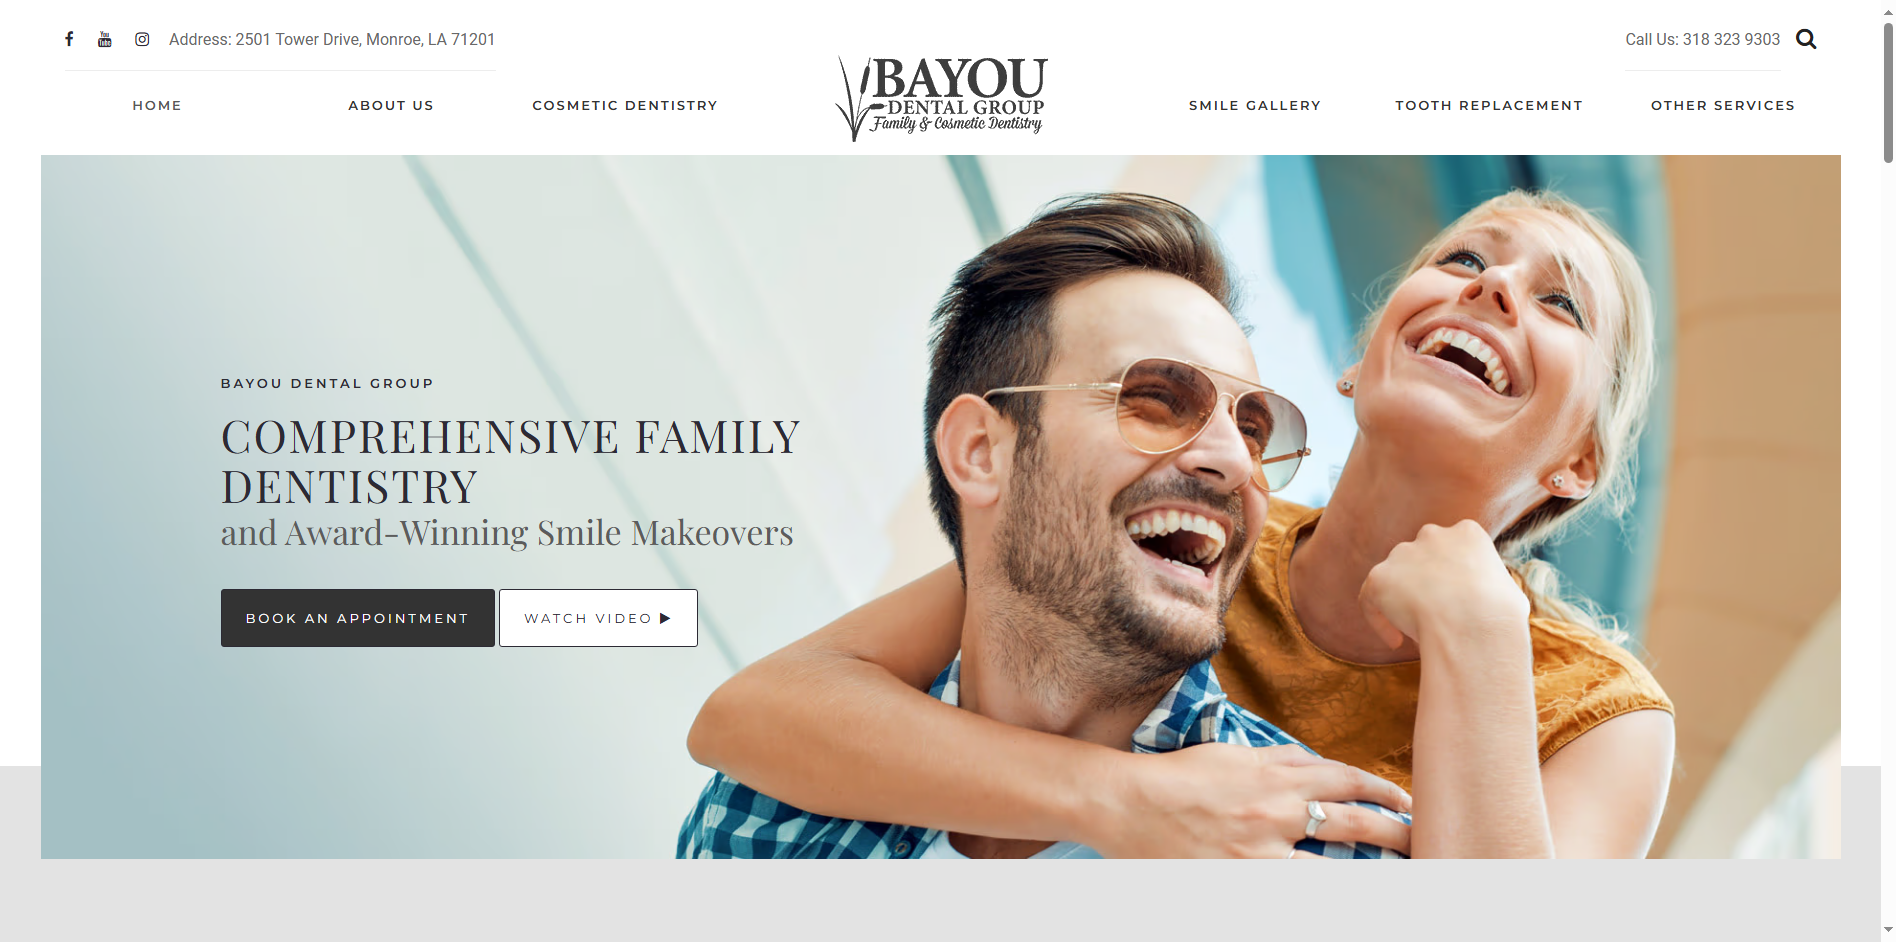 Address: 2501 Tower Drive, Monroe, LA 71201
Call Us: 318 323 9303
HOME
ABOUT US
COSMETIC DENTISTRY
BAYOU
DENTAL GROUP
Family & Cosmetic Dentistry
SMILE GALLERY
TOOTH REPLACEMENT
OTHER SERVICES
BAYOU DENTAL GROUP
COMPREHENSIVE FAMILY
DENTISTRY
and Award-Winning Smile Makeovers
BOOK AN APPOINTMENT
WATCH VIDEO